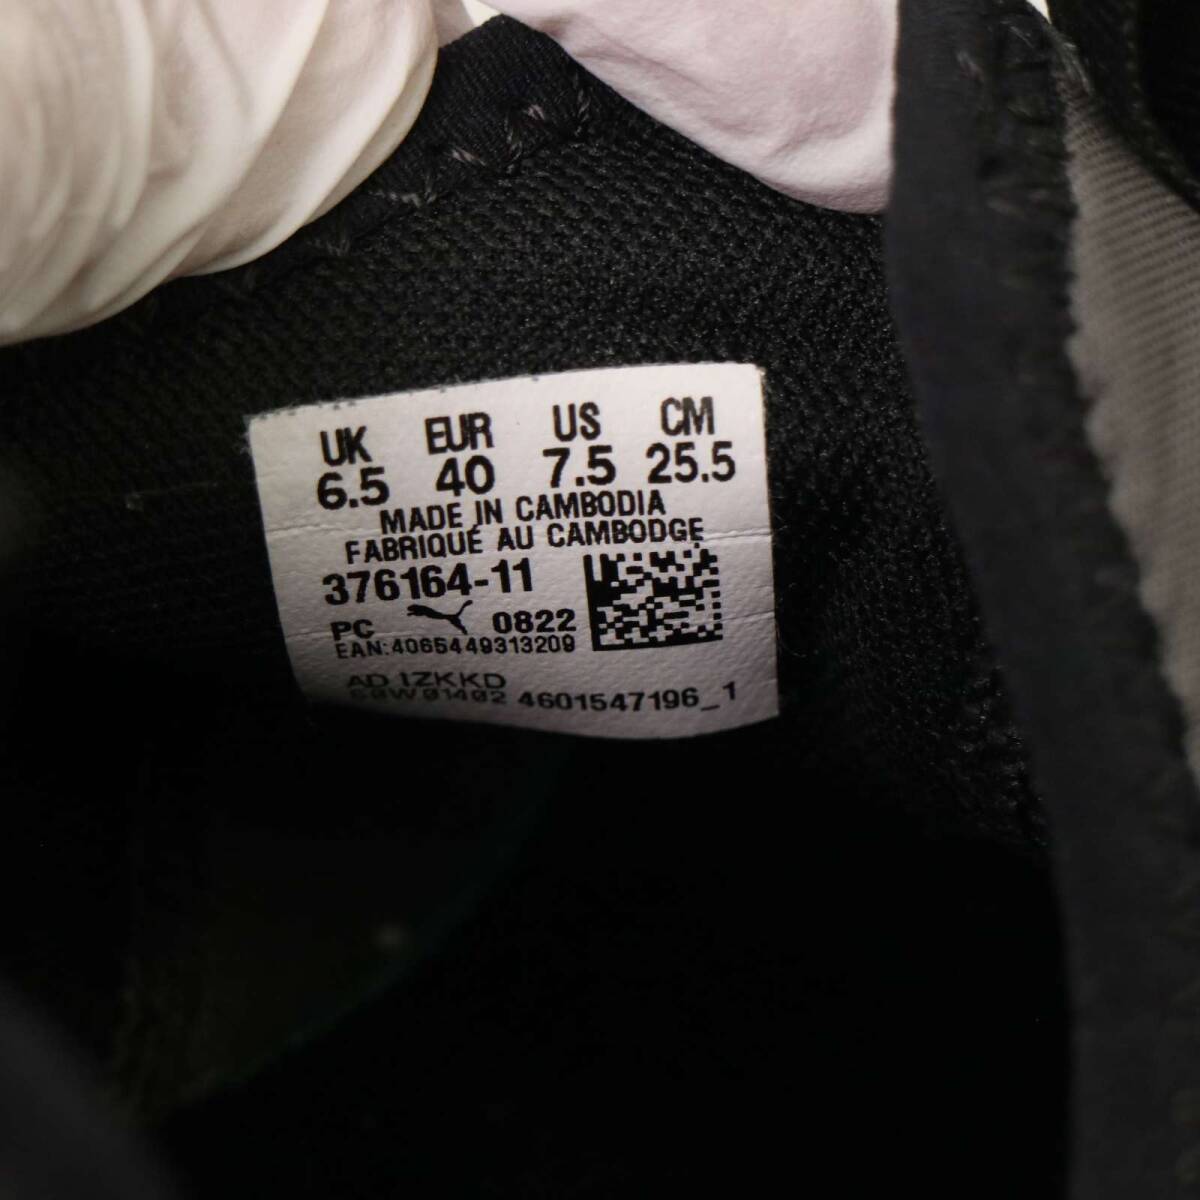 UK EUR US CM
6.5 40 7.5 25.5
MADE IN CAMBODIA
FABRIQUÉ AU CAMBODGE
376164-11
PC 0822
EAN:4065449313209
AD IZKKD
01402 4601547196_1